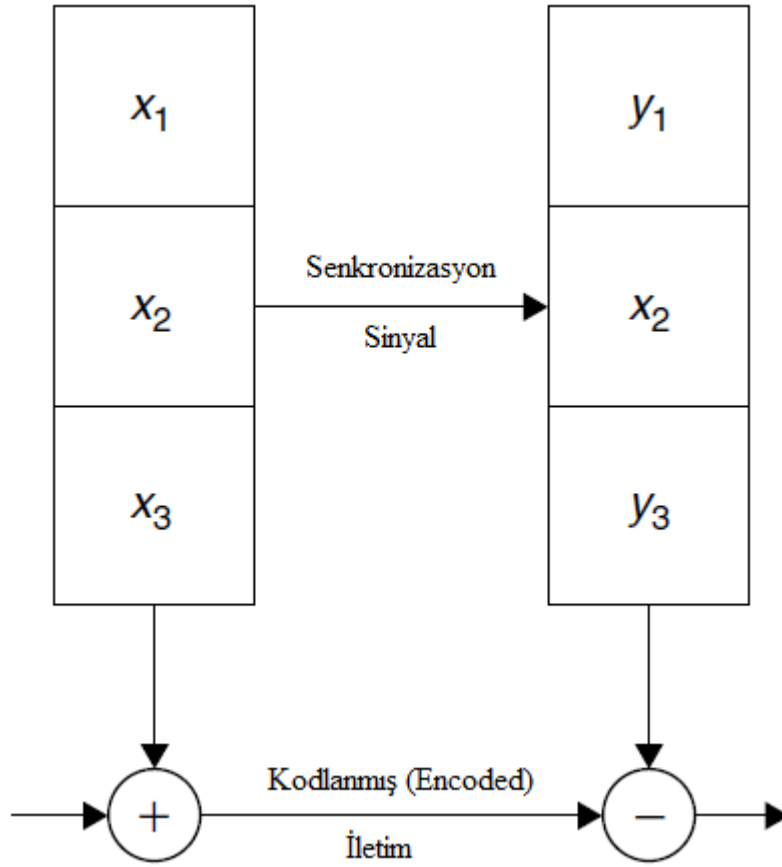 x₁
y₁
Senkronizasyon
x₂
x₂
Sinyal
x₃
y₃
Kodlanmış (Encoded)
+
−
İletim